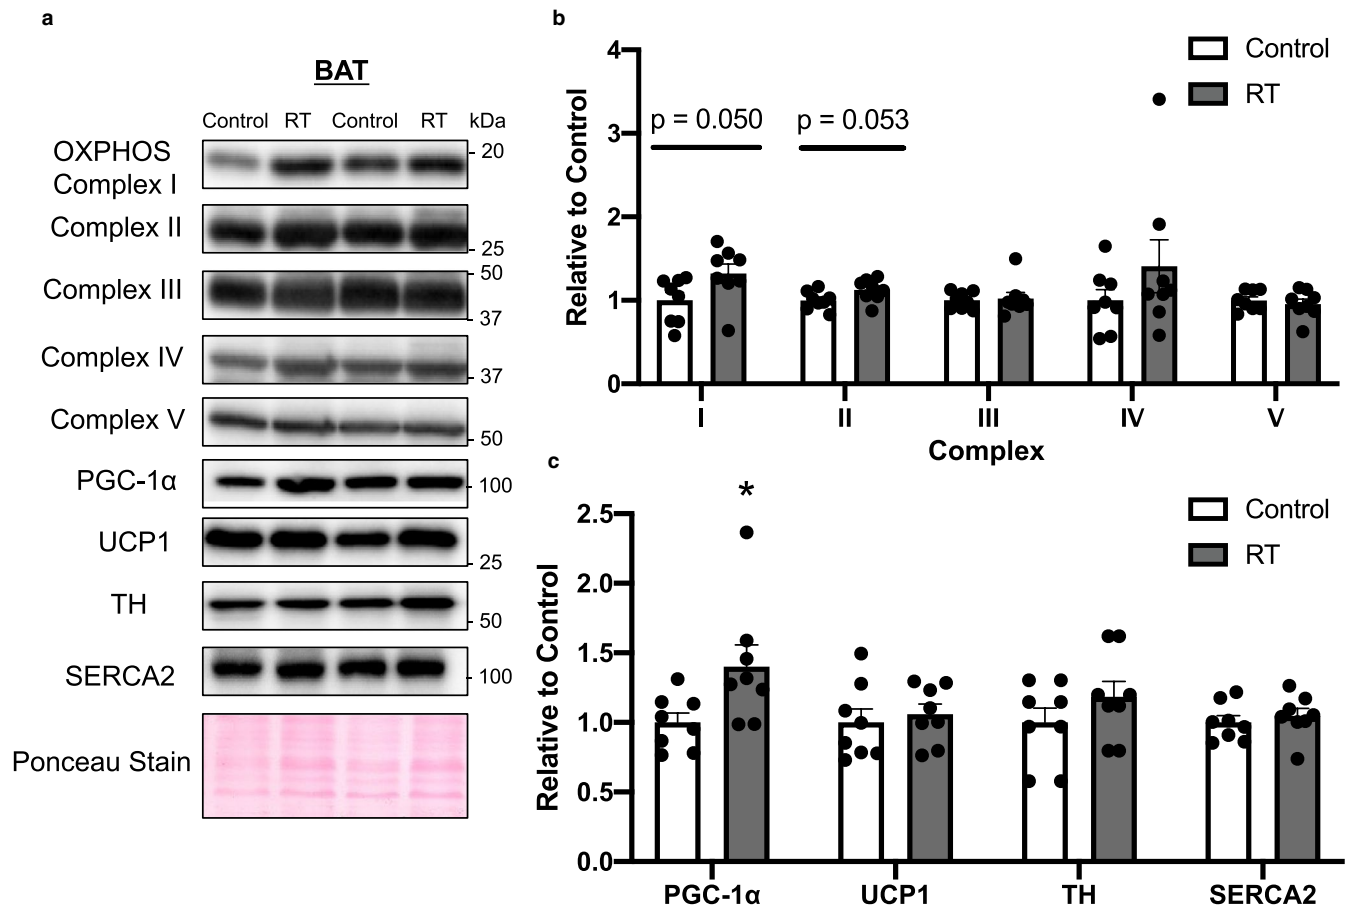 a
BAT
Control RT Control RT kDa
OXPHOS
Complex I
20
Complex II
25
Complex III
50
37
Complex IV
37
Complex V
50
PGC-1α
100
UCP1
25
TH
50
SERCA2
100
Ponceau Stain
b
Control
RT
p = 0.050
p = 0.053
Relative to Control
4
3
2
1
0
I II III IV V
Complex
c
*
Control
RT
Relative to Control
2.5
2.0
1.5
1.0
0.5
0.0
PGC-1α UCP1 TH SERCA2